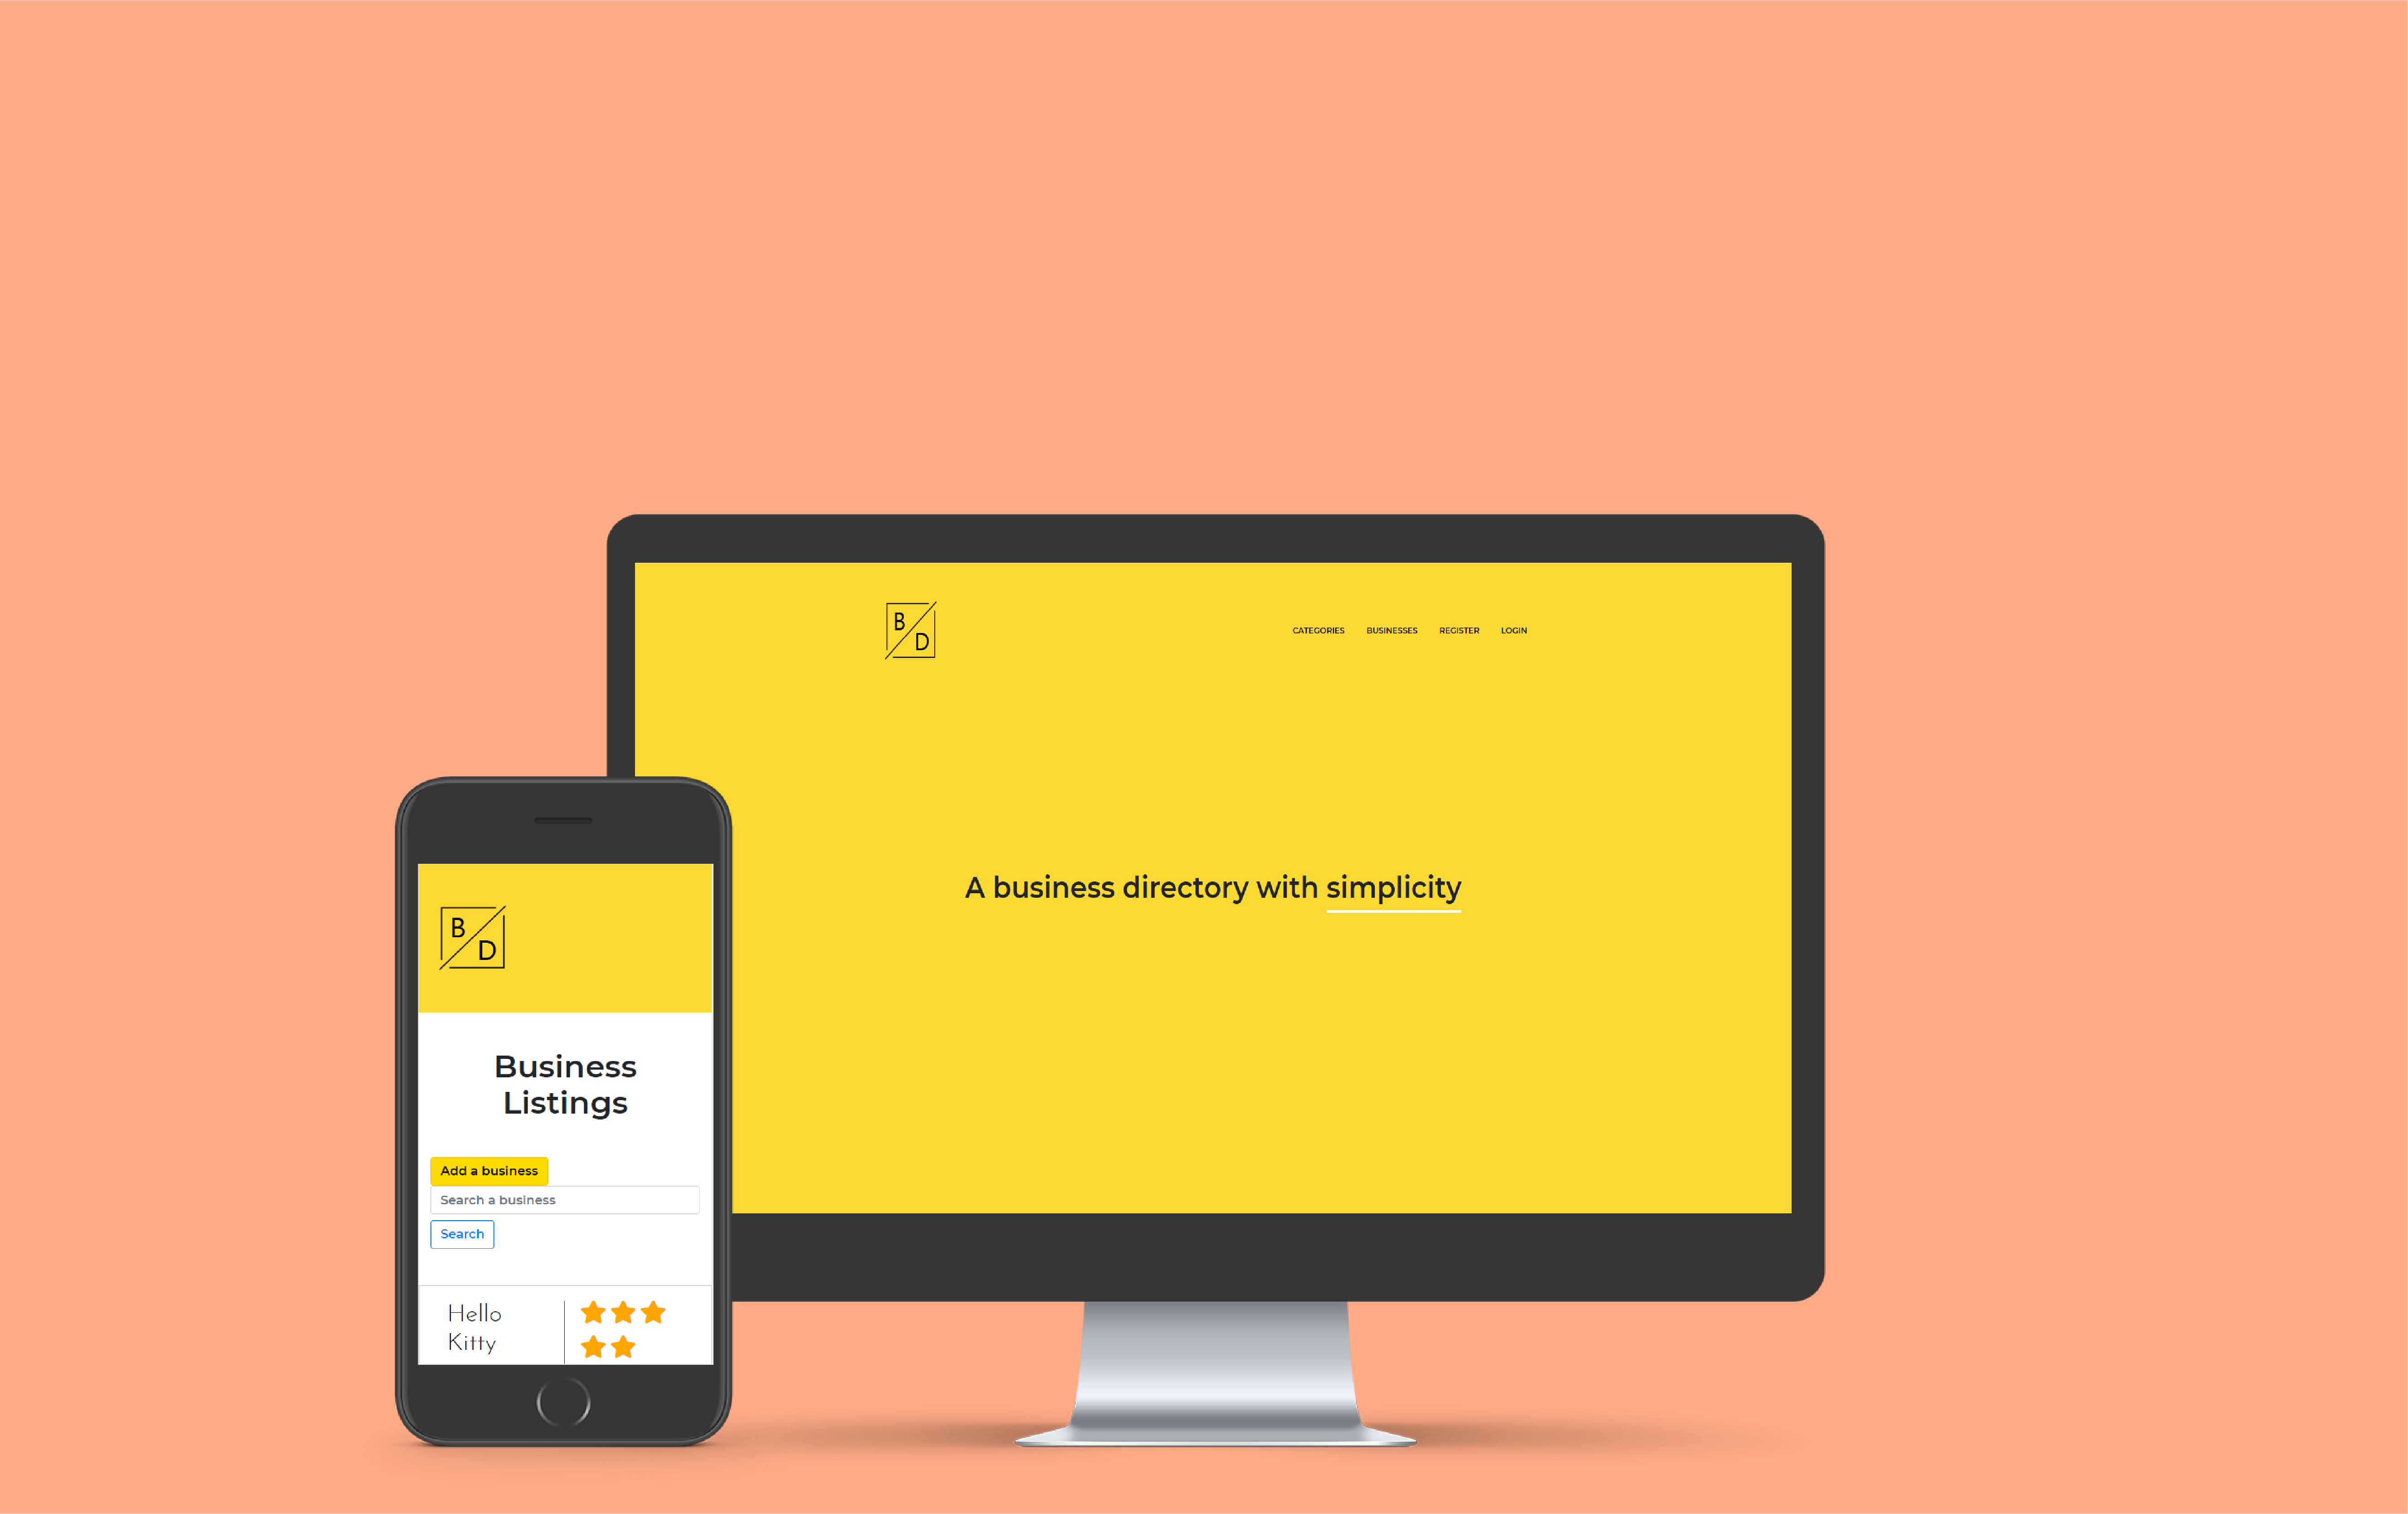 B
D
CATEGORIES BUSINESSES REGISTER LOGIN
A business directory with simplicity
B
D
Business
Listings
Add a business
Search a business
Search
Hello
Kitty